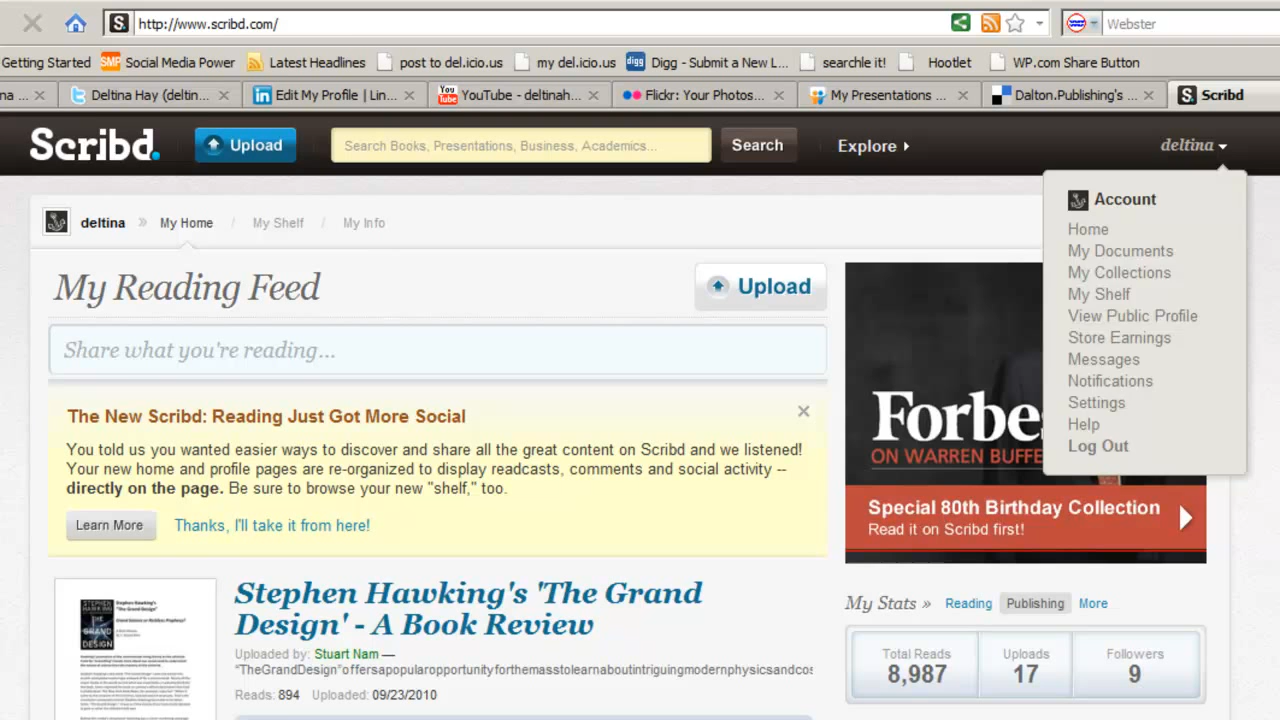 http://www.scribd.com/
Webster
Getting Started
Social Media Power
Latest Headlines
post to del.icio.us
my del.icio.us
Digg - Submit a New L...
searchle it!
Hootlet
WP.com Share Button
na ...
Deltina Hay (deltin...
Edit My Profile | Lin...
YouTube - deltinah...
Flickr: Your Photos...
My Presentations ...
Dalton.Publishing's ...
Scribd
Scribd.
Upload
Search Books, Presentations, Business, Academics...
Search
Explore
deltina
Account
Home
My Documents
My Collections
My Shelf
View Public Profile
Store Earnings
Messages
Notifications
Settings
Help
Log Out
deltina » My Home / My Shelf / My Info
My Reading Feed
Upload
Share what you're reading...
The New Scribd: Reading Just Got More Social
You told us you wanted easier ways to discover and share all the great content on Scribd and we listened!
Your new home and profile pages are re-organized to display readcasts, comments and social activity --
directly on the page. Be sure to browse your new "shelf," too.
Learn More
Thanks, I'll take it from here!
Forbes
ON WARREN BUFFE
Special 80th Birthday Collection
Read it on Scribd first!
Stephen Hawking's 'The Grand
Design' - A Book Review
Uploaded by: Stuart Nam —
Reads: 894 Uploaded: 09/23/2010
STEPHEN HAWKING
THE GRAND DESIGN
My Stats »
Reading
Publishing
More
Total Reads
8,987
Uploads
17
Followers
9